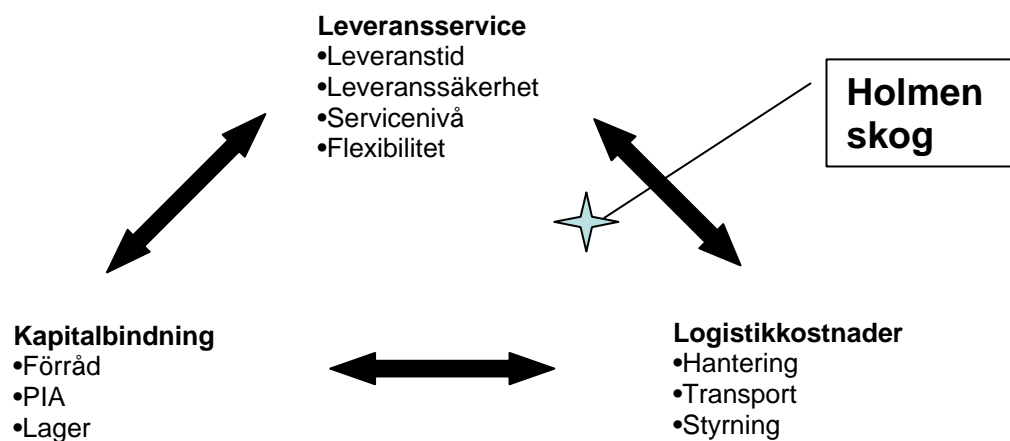 Leveransservice
•Leveranstid
•Leveranssäkerhet
•Servicenivå
•Flexibilitet
Holmen
skog
Kapitalbindning
•Förråd
•PIA
•Lager
Logistikkostnader
•Hantering
•Transport
•Styrning